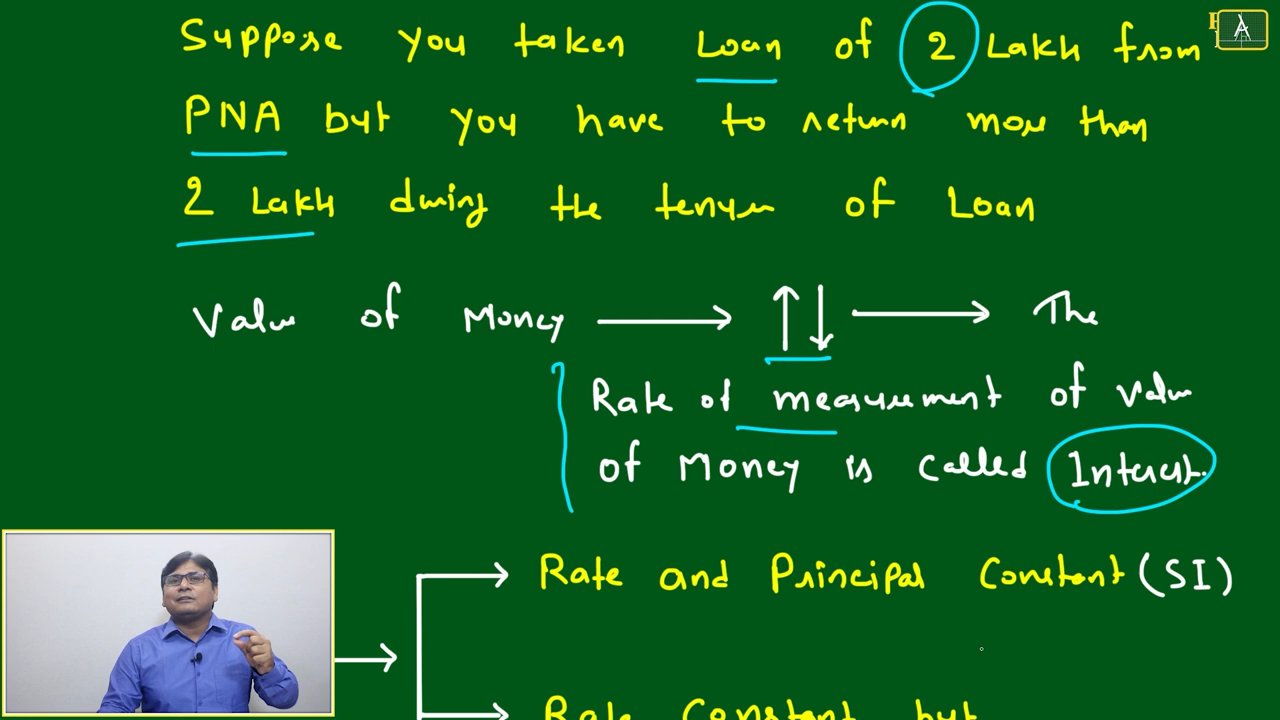 Suppose you taken Loan of 2 Lakh from
PNA but you have to return more than
2 Lakh during the tenure of Loan
Value of Money → ↑↓ → The
Rate of measurement of value
of Money is called Interest.
Rate and Principal Constant (SI)
Rate Constant but